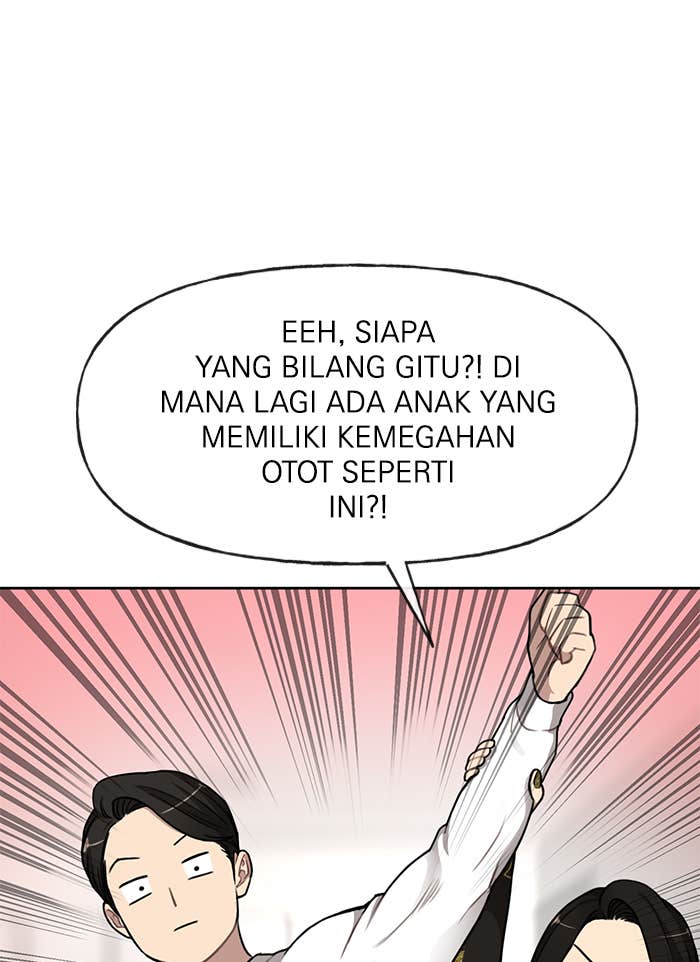 EEH, SIAPA
YANG BILANG GITU?! DI
MANA LAGI ADA ANAK YANG
MEMILIKI KEMEGAHAN
OTOT SEPERTI
INI?!